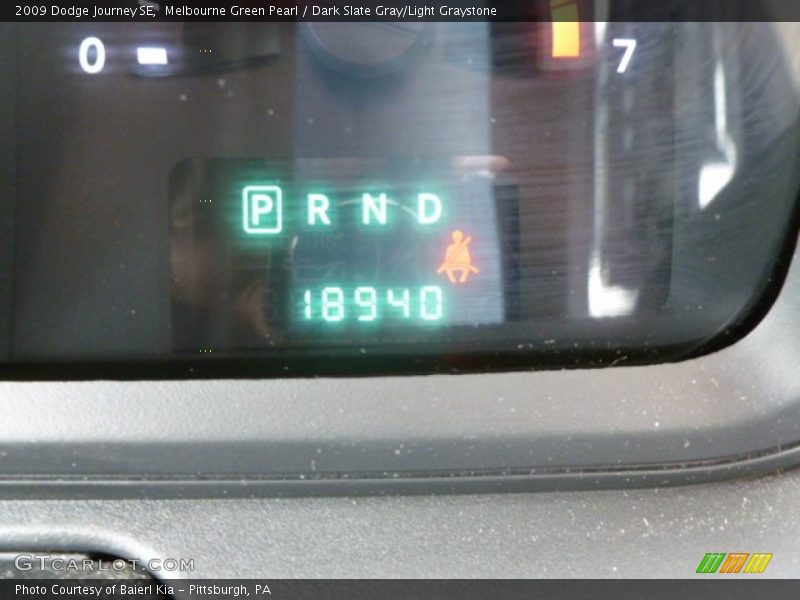 2009 Dodge Journey SE, Melbourne Green Pearl / Dark Slate Gray/Light Graystone
0 7
P R N D
18940
GTCARLOT.COM
Photo Courtesy of Baierl Kia - Pittsburgh, PA